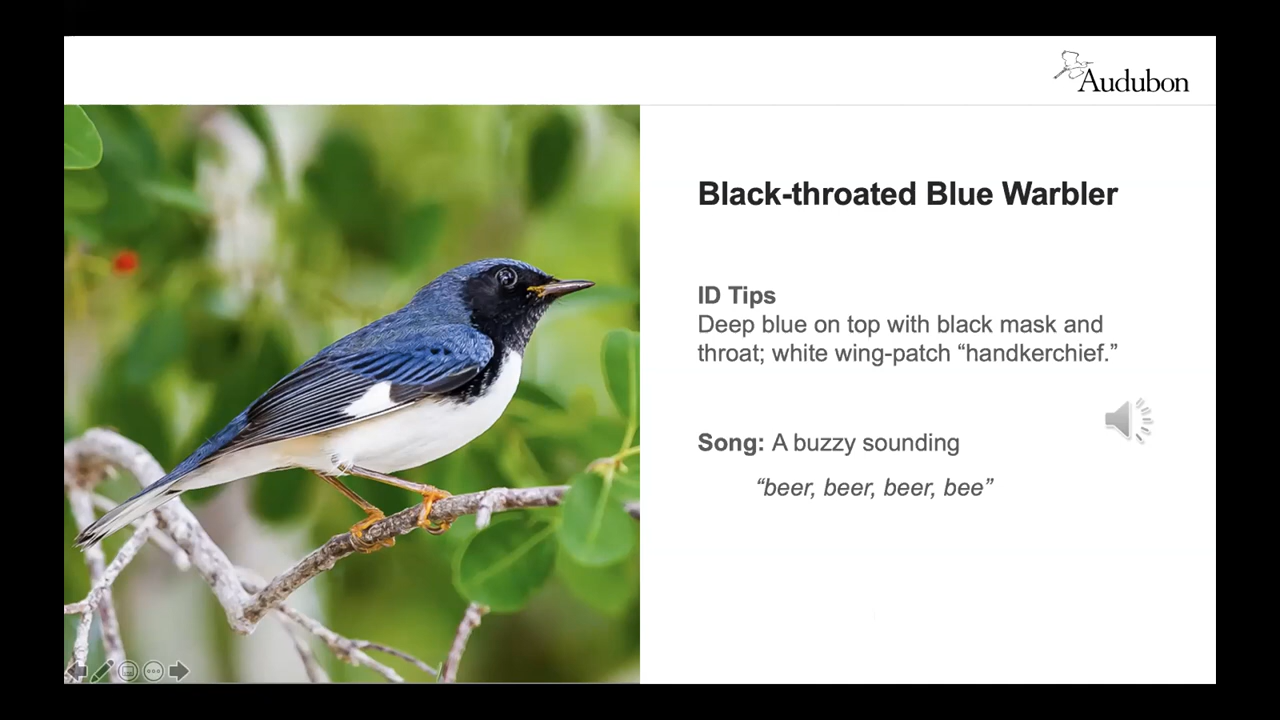 Audubon
Black-throated Blue Warbler
ID Tips
Deep blue on top with black mask and
throat; white wing-patch “handkerchief.”
Song: A buzzy sounding
“beer, beer, beer, bee”